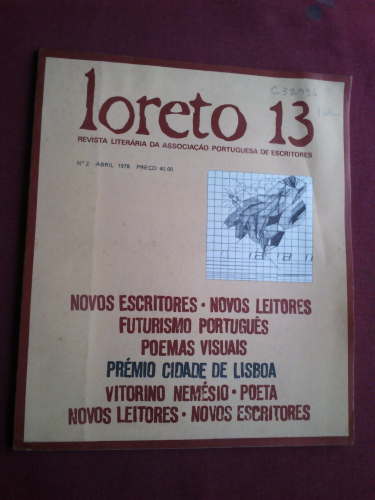 loreto 13
REVISTA LITERÁRIA DA ASSOCIAÇÃO PORTUGUESA DE ESCRITORES
Nº 2 ABRIL 1978 PREÇO: 40.00
NOVOS ESCRITORES • NOVOS LEITORES
FUTURISMO PORTUGUÊS
POEMAS VISUAIS
PRÉMIO CIDADE DE LISBOA
VITORINO NEMÉSIO • POETA
NOVOS LEITORES • NOVOS ESCRITORES